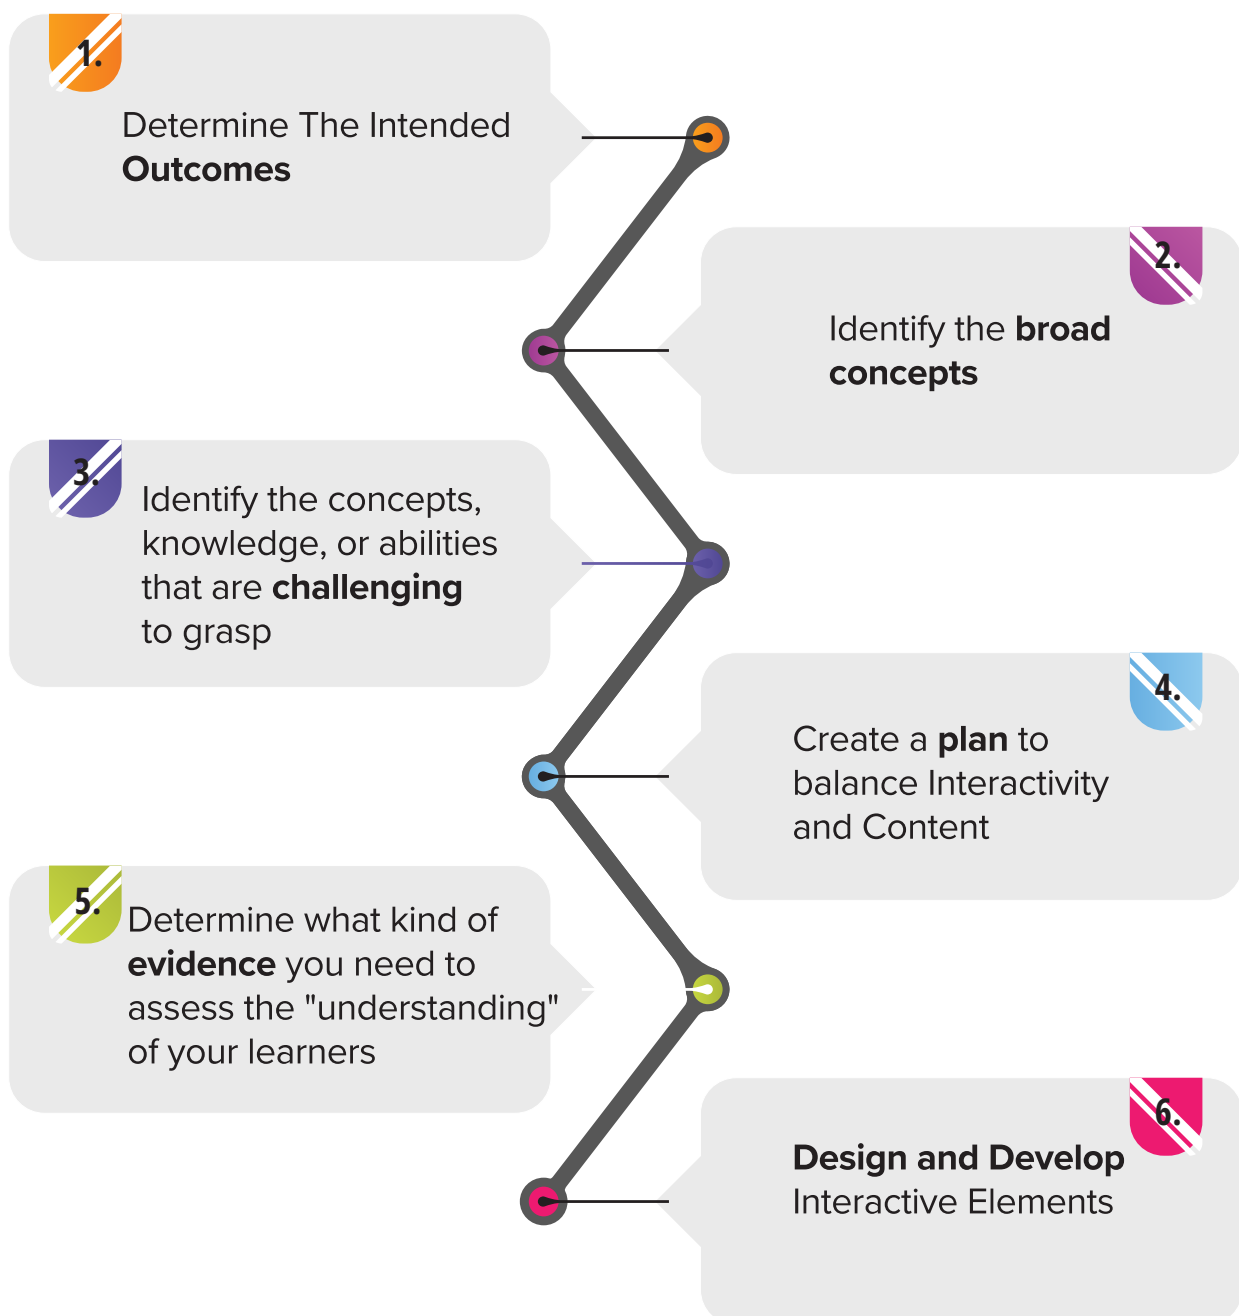 1.
Determine The Intended
Outcomes
2.
Identify the broad
concepts
3.
Identify the concepts,
knowledge, or abilities
that are challenging
to grasp
4.
Create a plan to
balance Interactivity
and Content
5.
Determine what kind of
evidence you need to
assess the "understanding"
of your learners
6.
Design and Develop
Interactive Elements